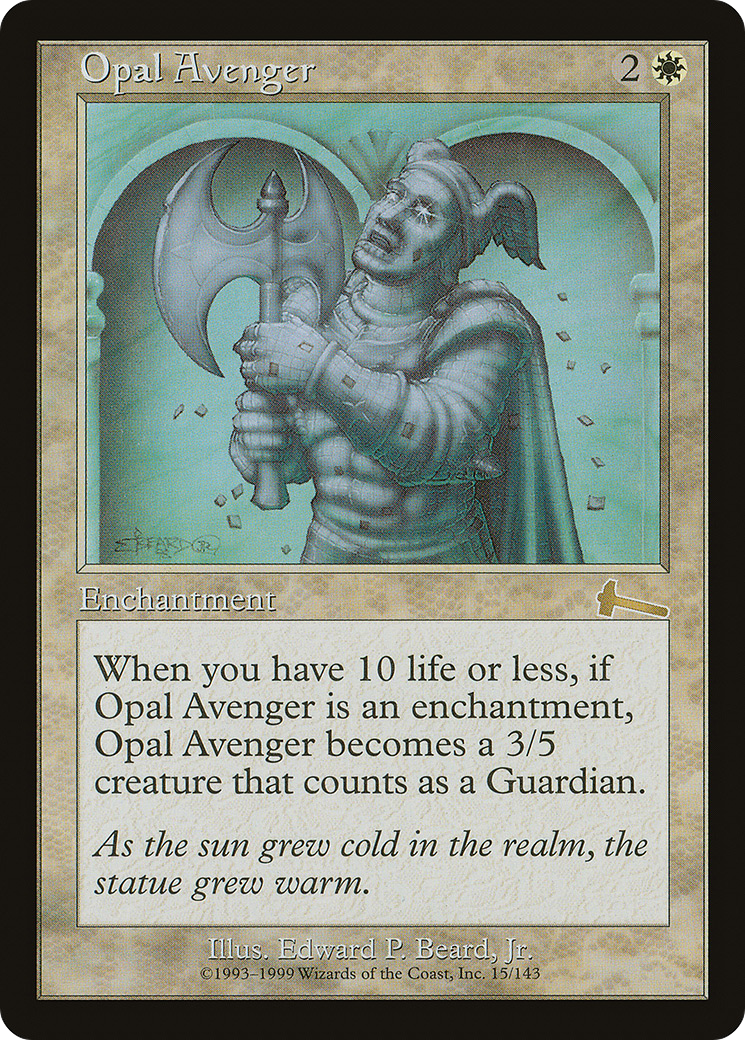 Opal Avenger 2
Enchantment
When you have 10 life or less, if
Opal Avenger is an enchantment,
Opal Avenger becomes a 3/5
creature that counts as a Guardian.
As the sun grew cold in the realm, the
statue grew warm.
Illus. Edward P. Beard, Jr.
©1993–1999 Wizards of the Coast, Inc. 15/143